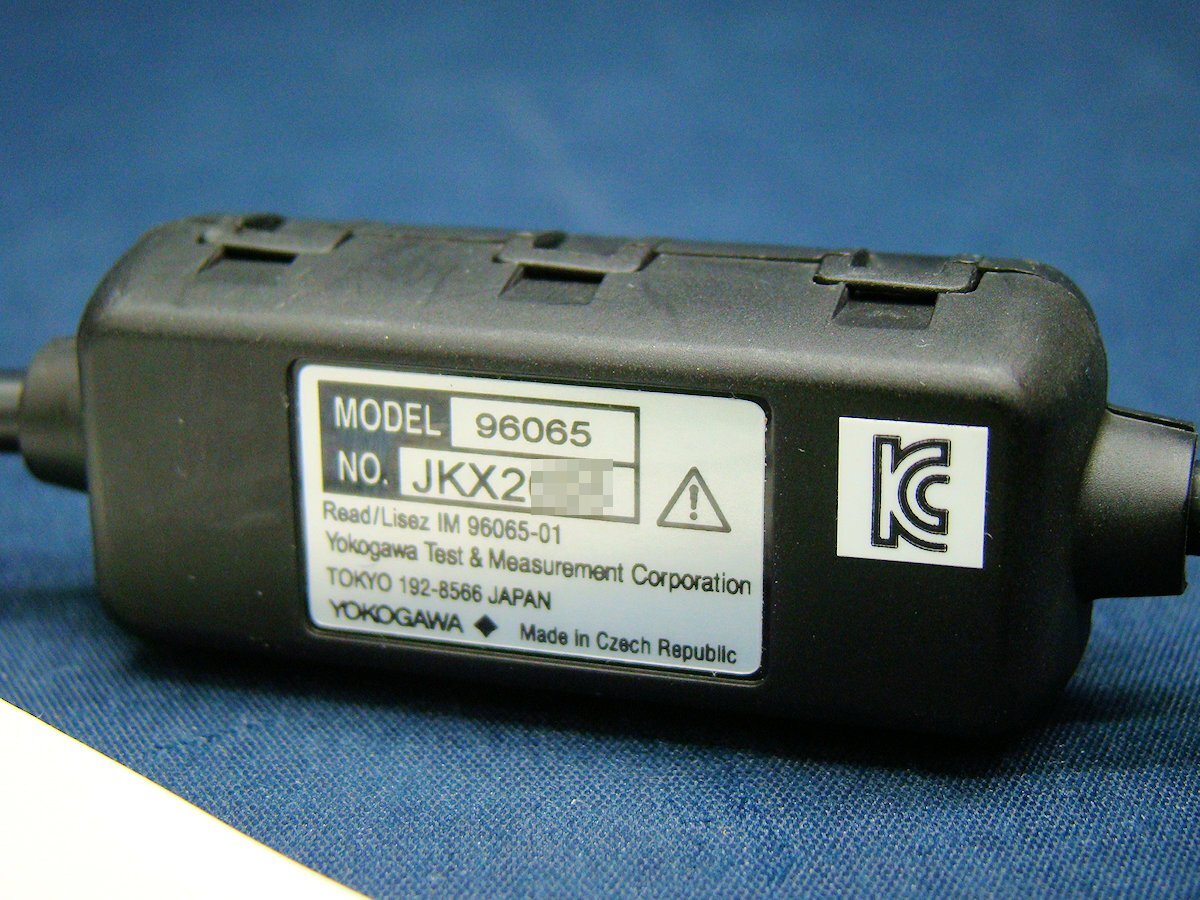 MODEL 96065
NO. JKX2
Read/Lisez IM 96065-01
Yokogawa Test & Measurement Corporation
TOKYO 192-8566 JAPAN
YOKOGAWA ◆ Made in Czech Republic
KC